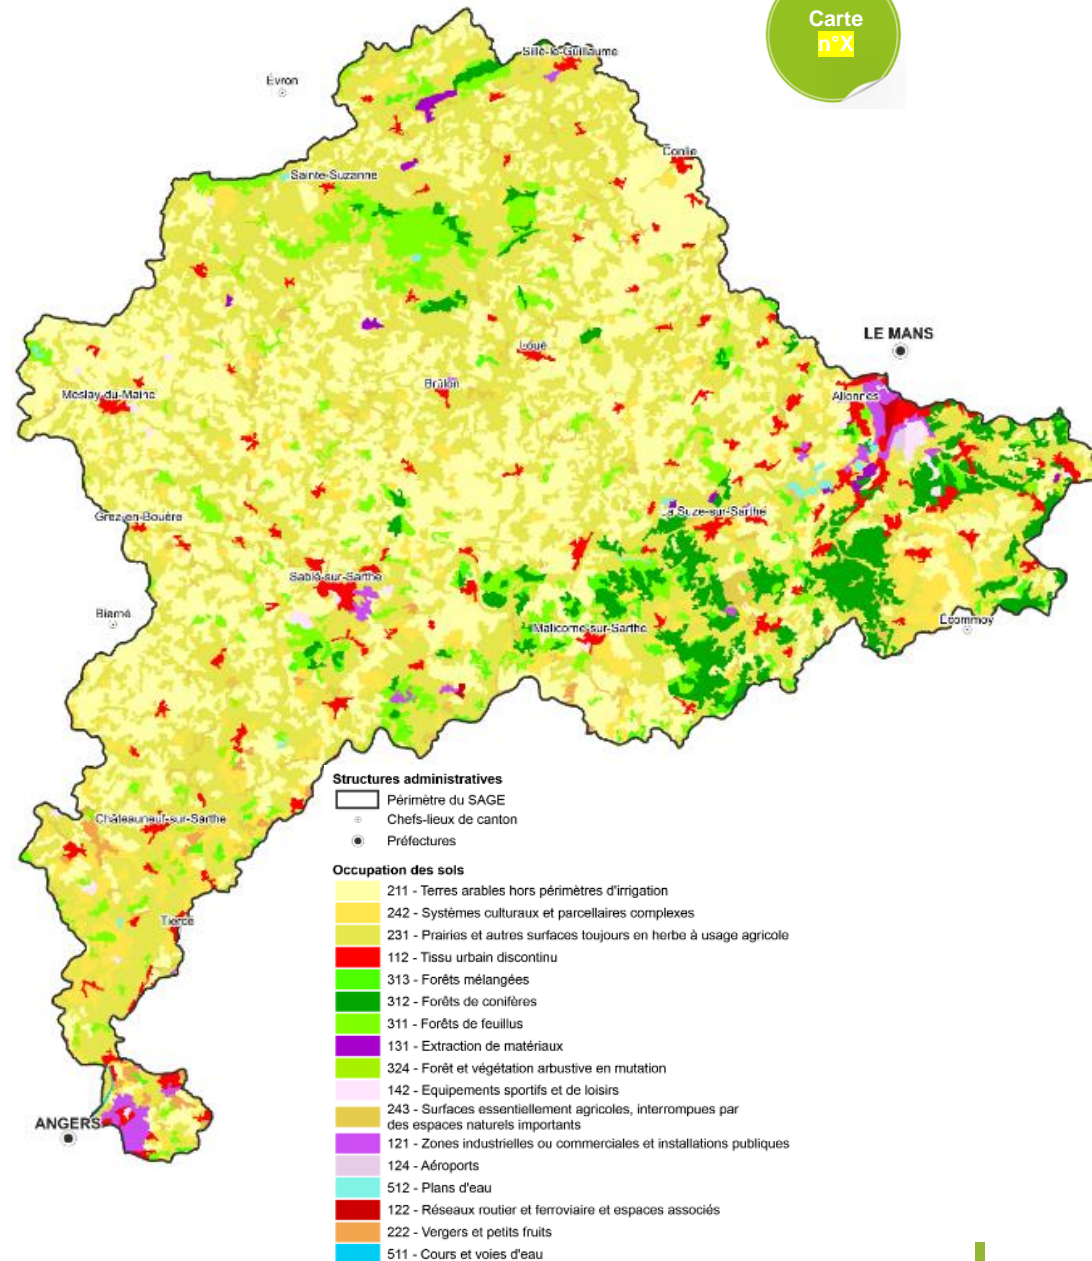 Carte
n°X
Sillé-le-Guillaume
Évron
Conlie
Sainte-Suzanne
LE MANS
Loué
Brûlon
Meslay-du-Maine
Allonnes
La Suze-sur-Sarthe
Grez-en-Bouère
Sablé-sur-Sarthe
Bierné
Écommoy
Malicorne-sur-Sarthe
Châteauneuf-sur-Sarthe
Tiercé
ANGERS
Structures administratives
Périmètre du SAGE
Chefs-lieux de canton
Préfectures
Occupation des sols
211 - Terres arables hors périmètres d'irrigation
242 - Systèmes culturaux et parcellaires complexes
231 - Prairies et autres surfaces toujours en herbe à usage agricole
112 - Tissu urbain discontinu
313 - Forêts mélangées
312 - Forêts de conifères
311 - Forêts de feuillus
131 - Extraction de matériaux
324 - Forêt et végétation arbustive en mutation
142 - Equipements sportifs et de loisirs
243 - Surfaces essentiellement agricoles, interrompues par
des espaces naturels importants
121 - Zones industrielles ou commerciales et installations publiques
124 - Aéroports
512 - Plans d'eau
122 - Réseaux routier et ferroviaire et espaces associés
222 - Vergers et petits fruits
511 - Cours et voies d'eau